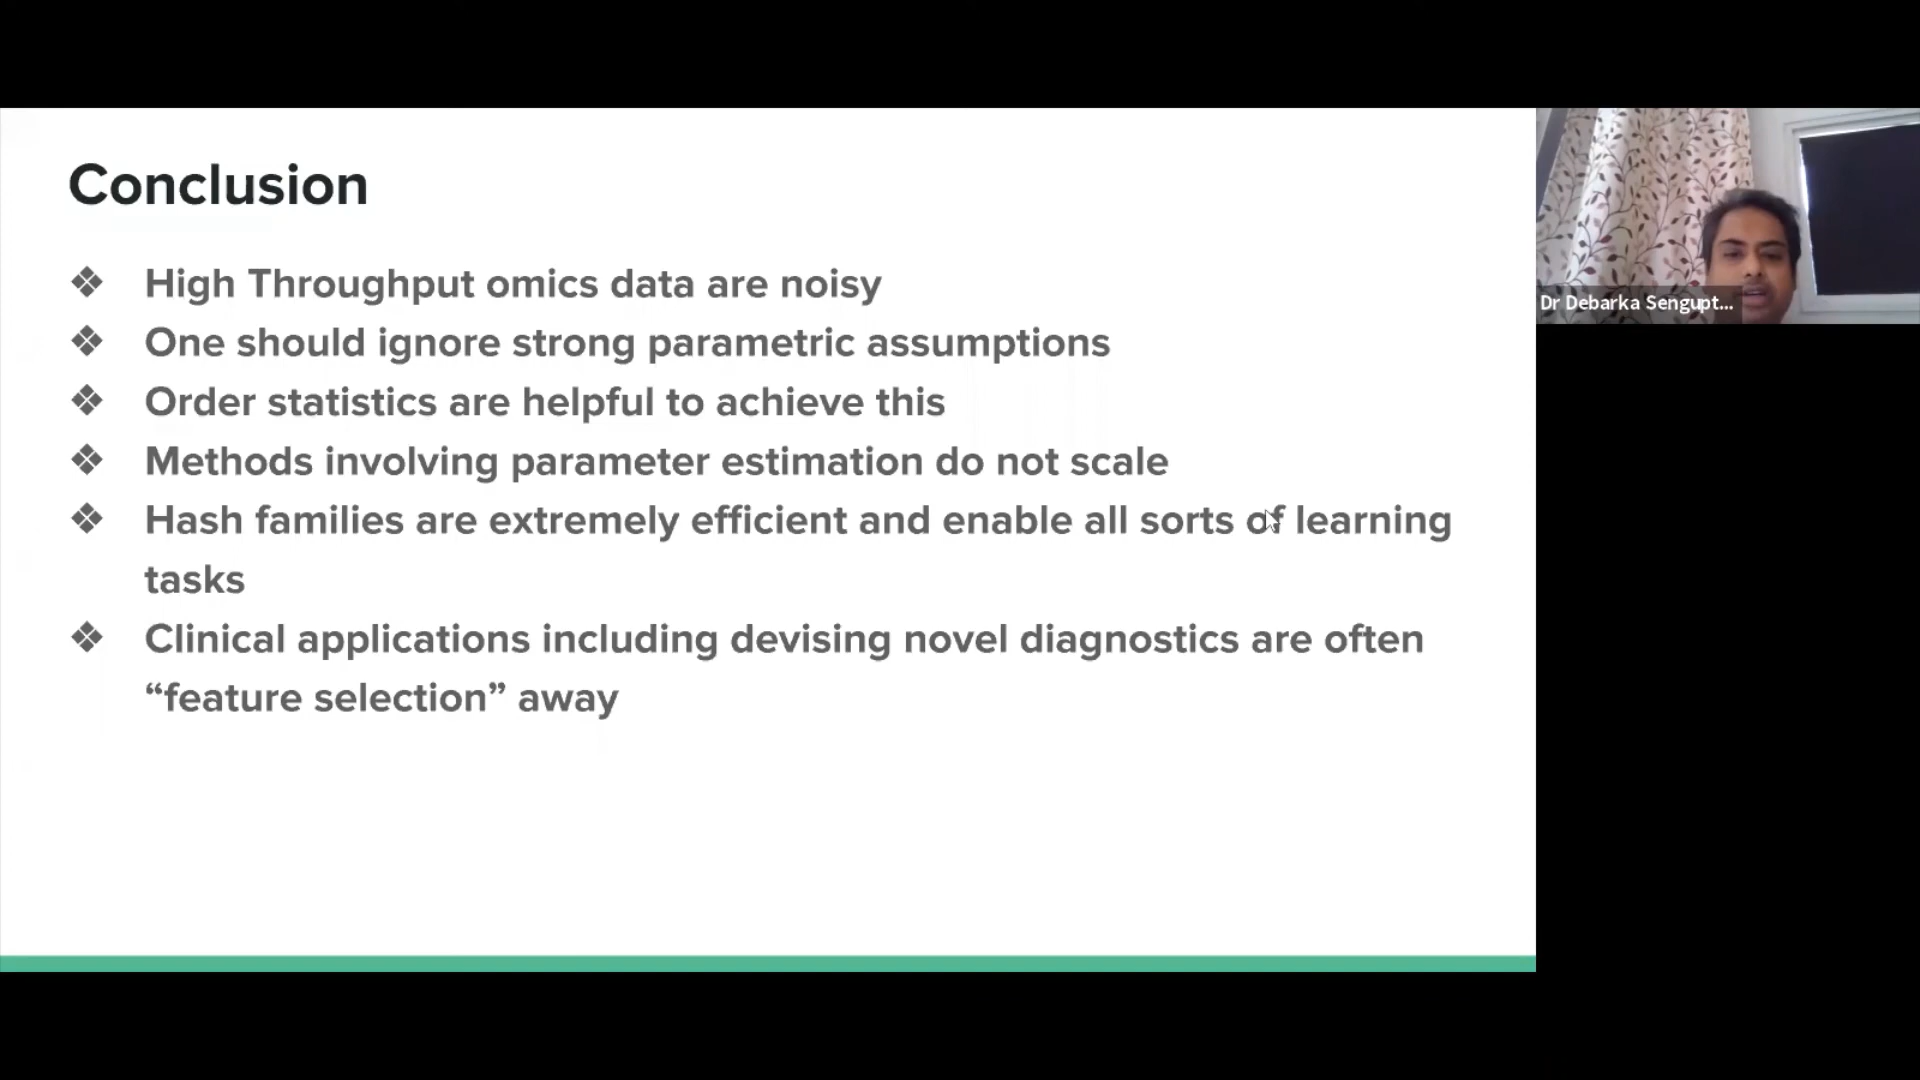 Conclusion
❖ High Throughput omics data are noisy
❖ One should ignore strong parametric assumptions
❖ Order statistics are helpful to achieve this
❖ Methods involving parameter estimation do not scale
❖ Hash families are extremely efficient and enable all sorts of learning
tasks
❖ Clinical applications including devising novel diagnostics are often
“feature selection” away
Dr Debarka Sengupt...